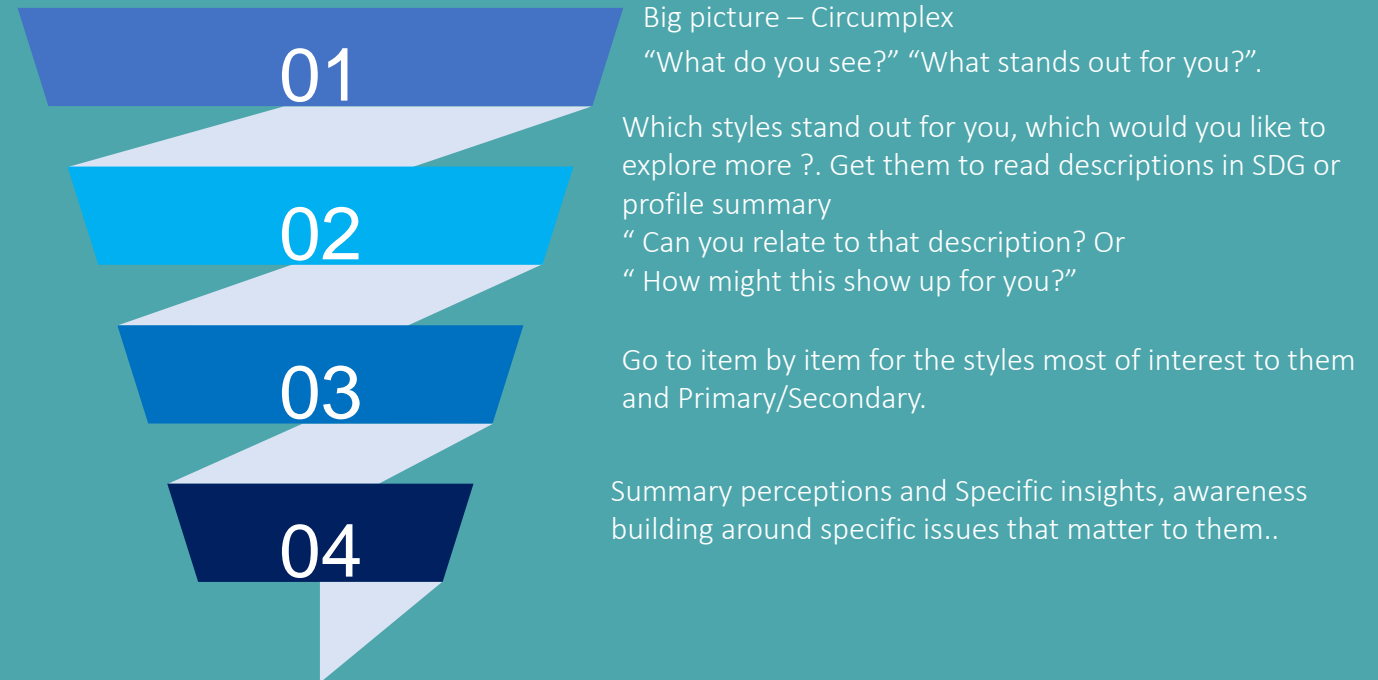 01
Big picture – Circumplex
“What do you see?” “What stands out for you?”.
02
Which styles stand out for you, which would you like to
explore more ?. Get them to read descriptions in SDG or
profile summary
“ Can you relate to that description? Or
“ How might this show up for you?”
03
Go to item by item for the styles most of interest to them
and Primary/Secondary.
04
Summary perceptions and Specific insights, awareness
building around specific issues that matter to them..